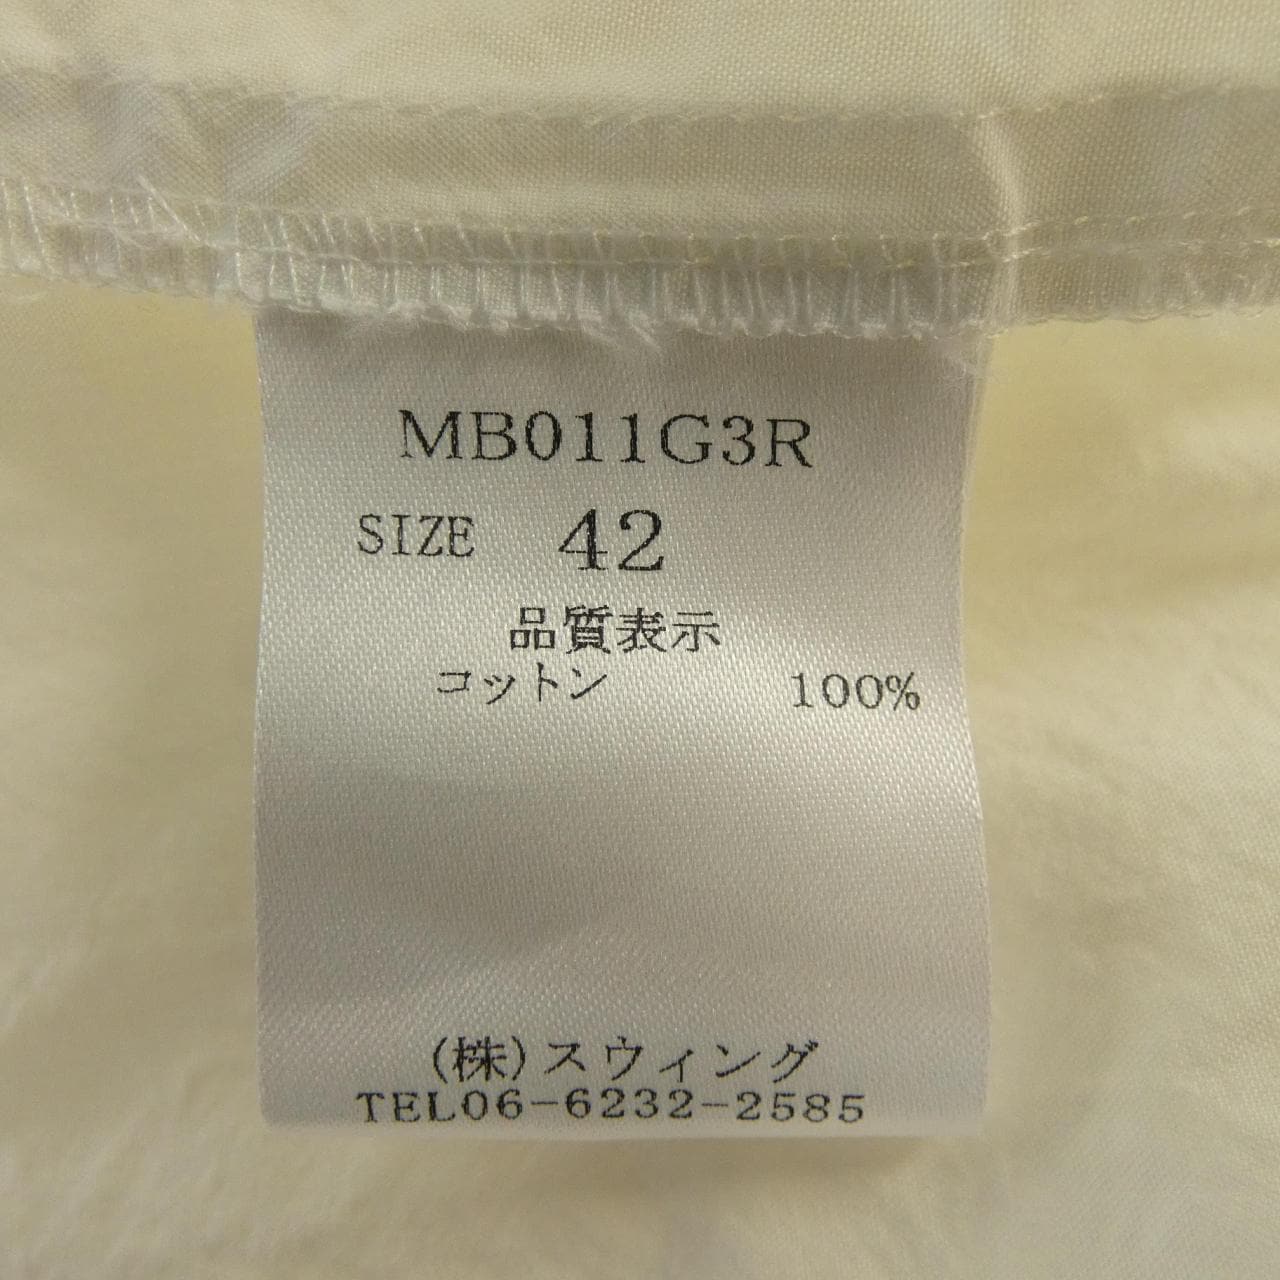 MB011G3R
SIZE 42
品質表示
コットン 100%
(株)スウィング
TEL06-6232-2585